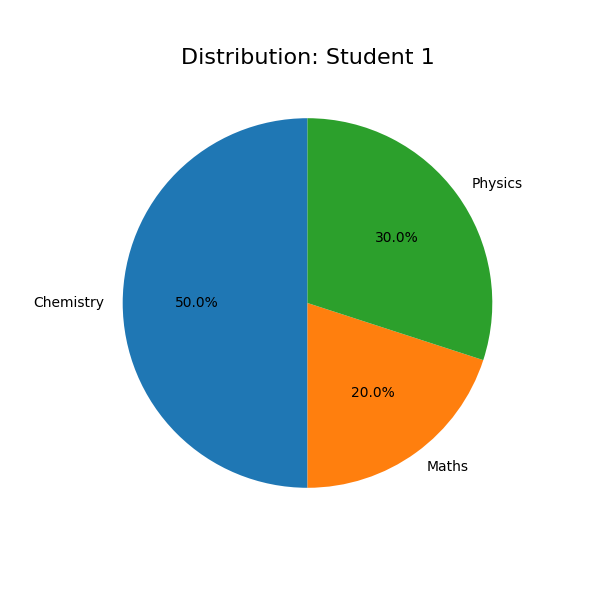 Distribution: Student 1
Physics
30.0%
Chemistry
50.0%
20.0%
Maths